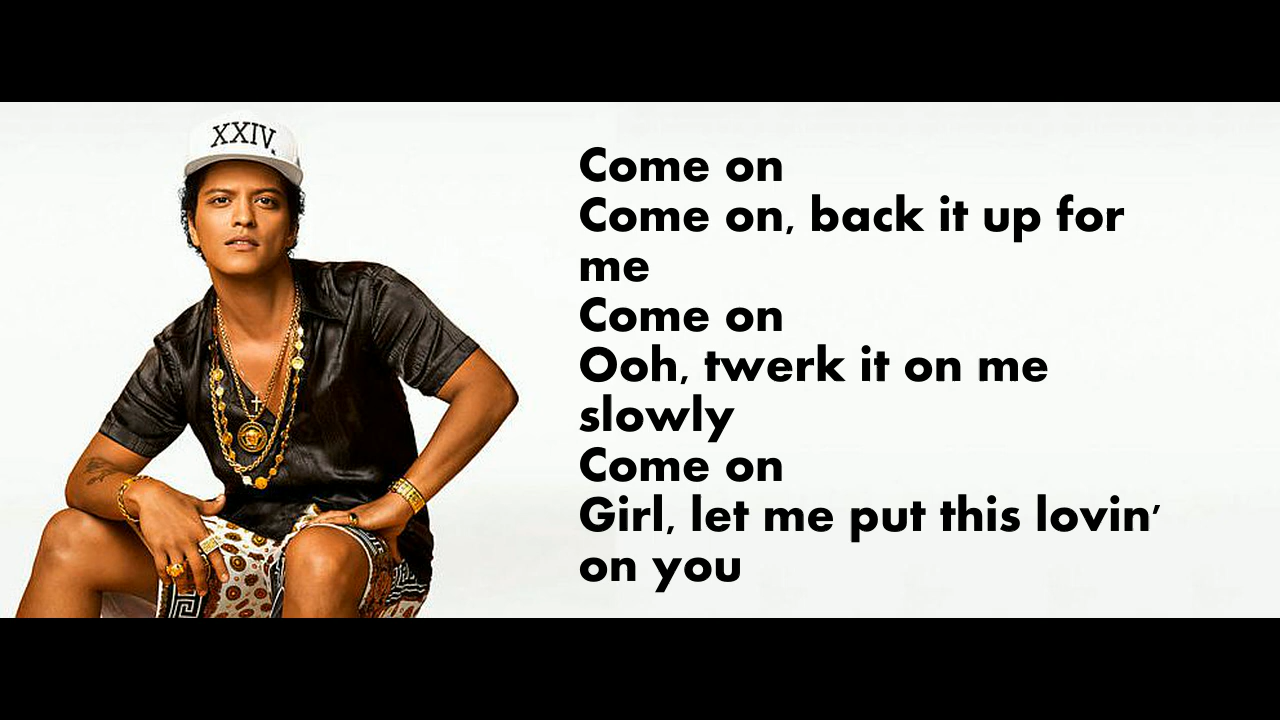 XXIV
Come on
Come on, back it up for
me
Come on
Ooh, twerk it on me
slowly
Come on
Girl, let me put this lovin'
on you